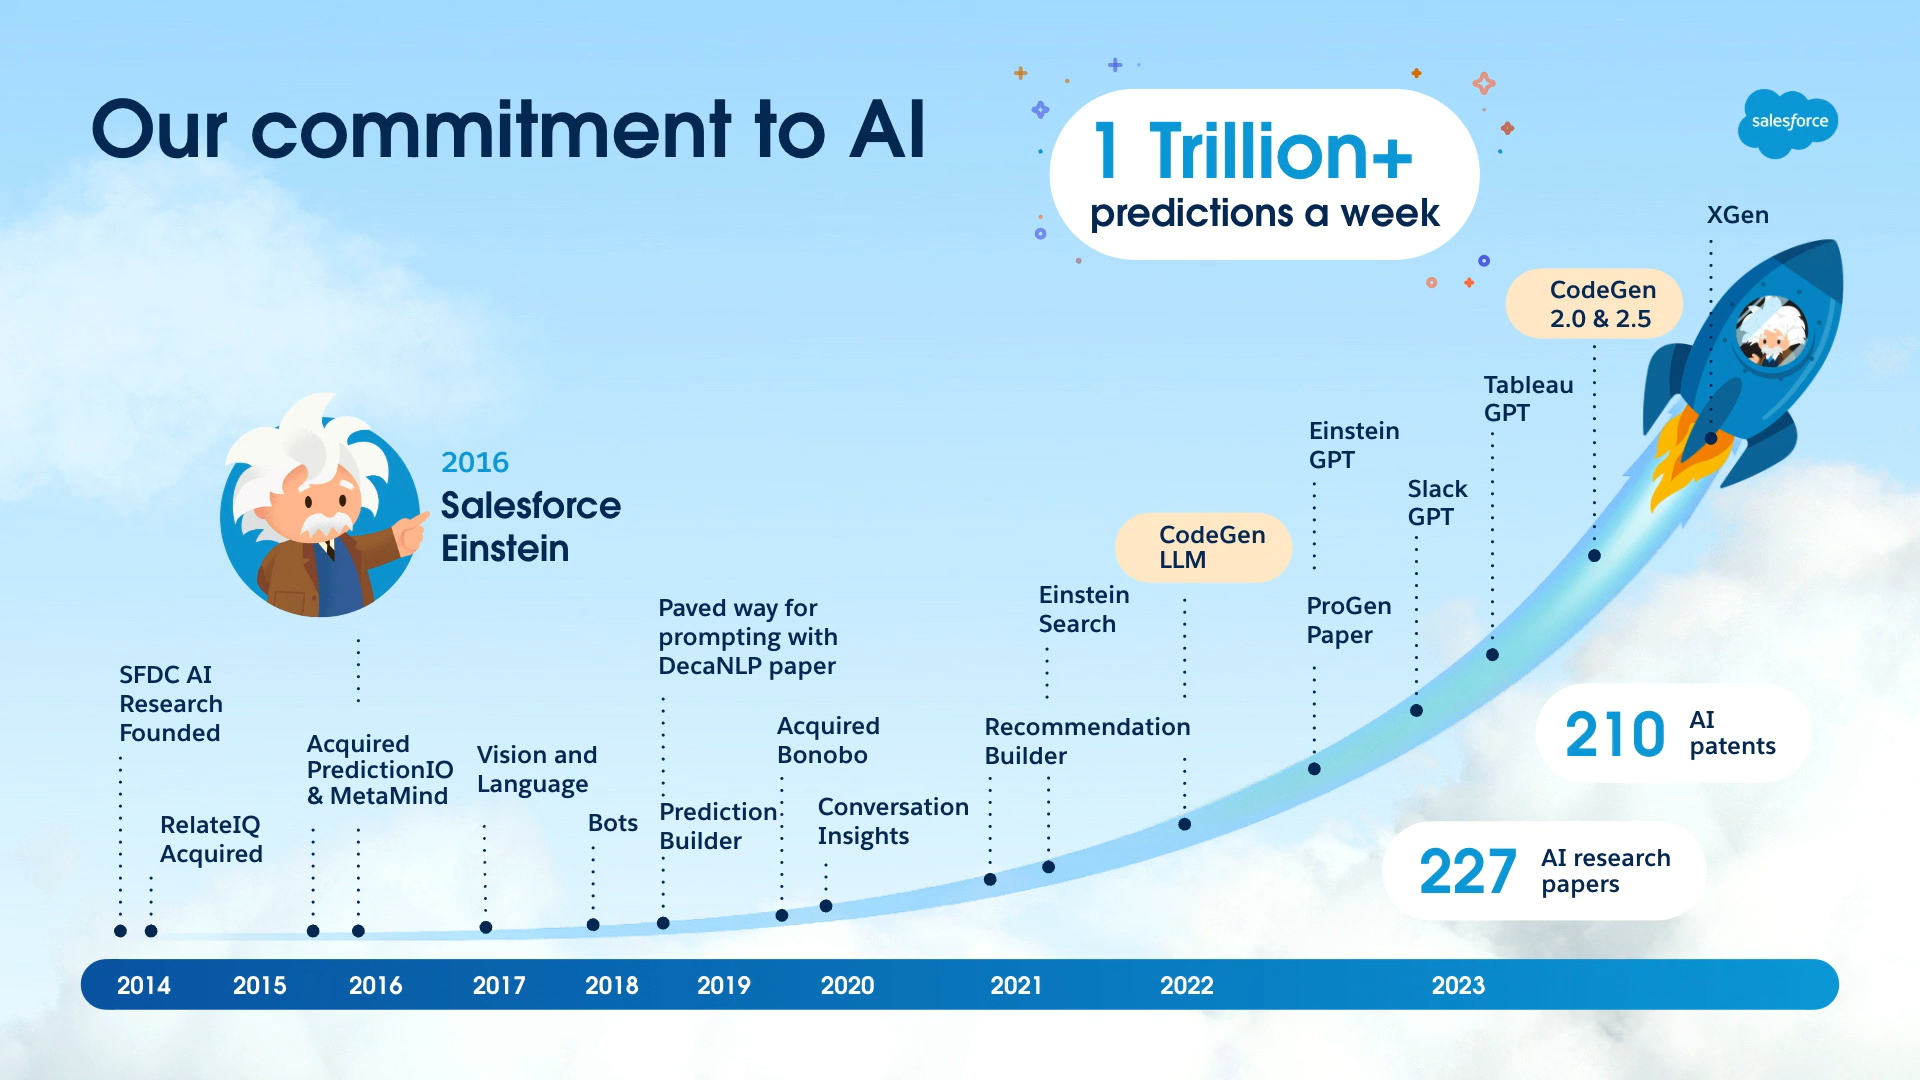 Our commitment to AI
1 Trillion+
predictions a week
salesforce
XGen
CodeGen
2.0 & 2.5
Tableau
GPT
Einstein
GPT
Slack
GPT
2016
Salesforce
Einstein
CodeGen
LLM
Einstein
Search
ProGen
Paper
Paved way for
prompting with
DecaNLP paper
SFDC AI
Research
Founded
Acquired
PredictionIO
& MetaMind
Vision and
Language
Acquired
Bonobo
Recommendation
Builder
RelateIQ
Acquired
Bots
Prediction
Builder
Conversation
Insights
210
AI
patents
227
AI research
papers
2014
2015
2016
2017
2018
2019
2020
2021
2022
2023